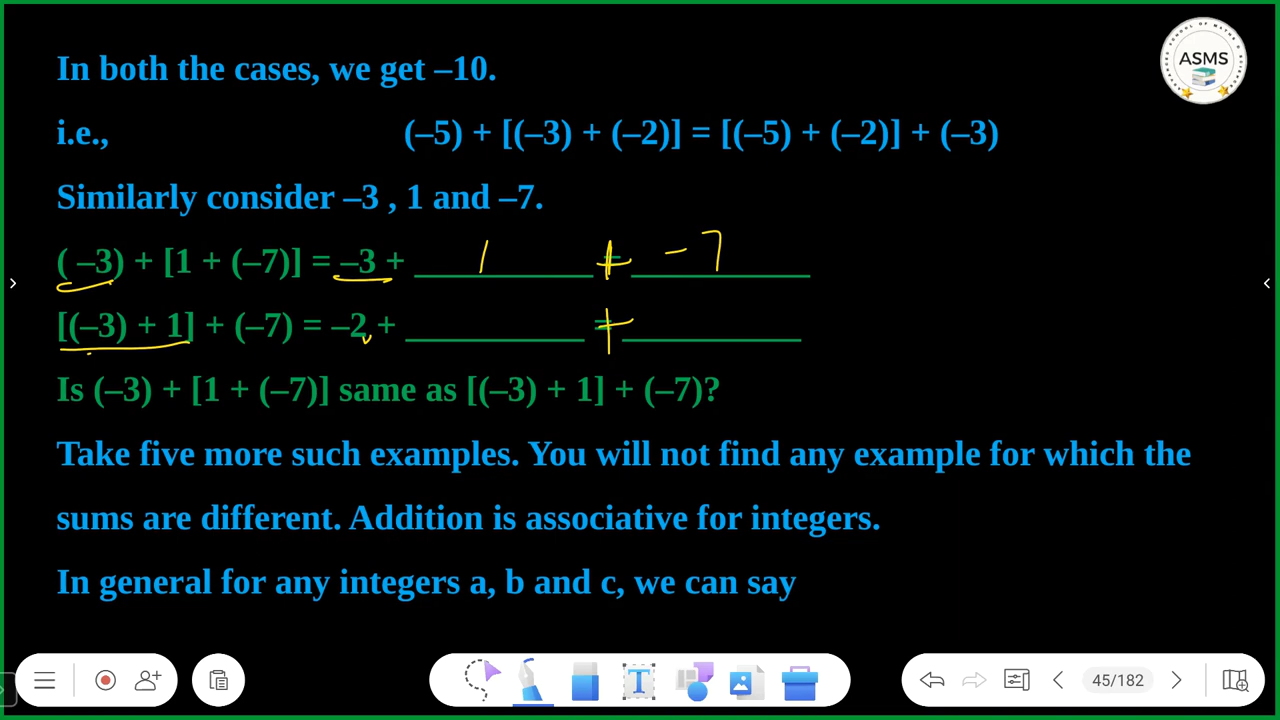 In both the cases, we get –10.
i.e., (–5) + [(–3) + (–2)] = [(–5) + (–2)] + (–3)
Similarly consider –3 , 1 and –7.
( –3) + [1 + (–7)] = –3 + 1 + -7
[(–3) + 1] + (–7) = –2 + ________ + ________
Is (–3) + [1 + (–7)] same as [(–3) + 1] + (–7)?
Take five more such examples. You will not find any example for which the
sums are different. Addition is associative for integers.
In general for any integers a, b and c, we can say
ASMS
45/182